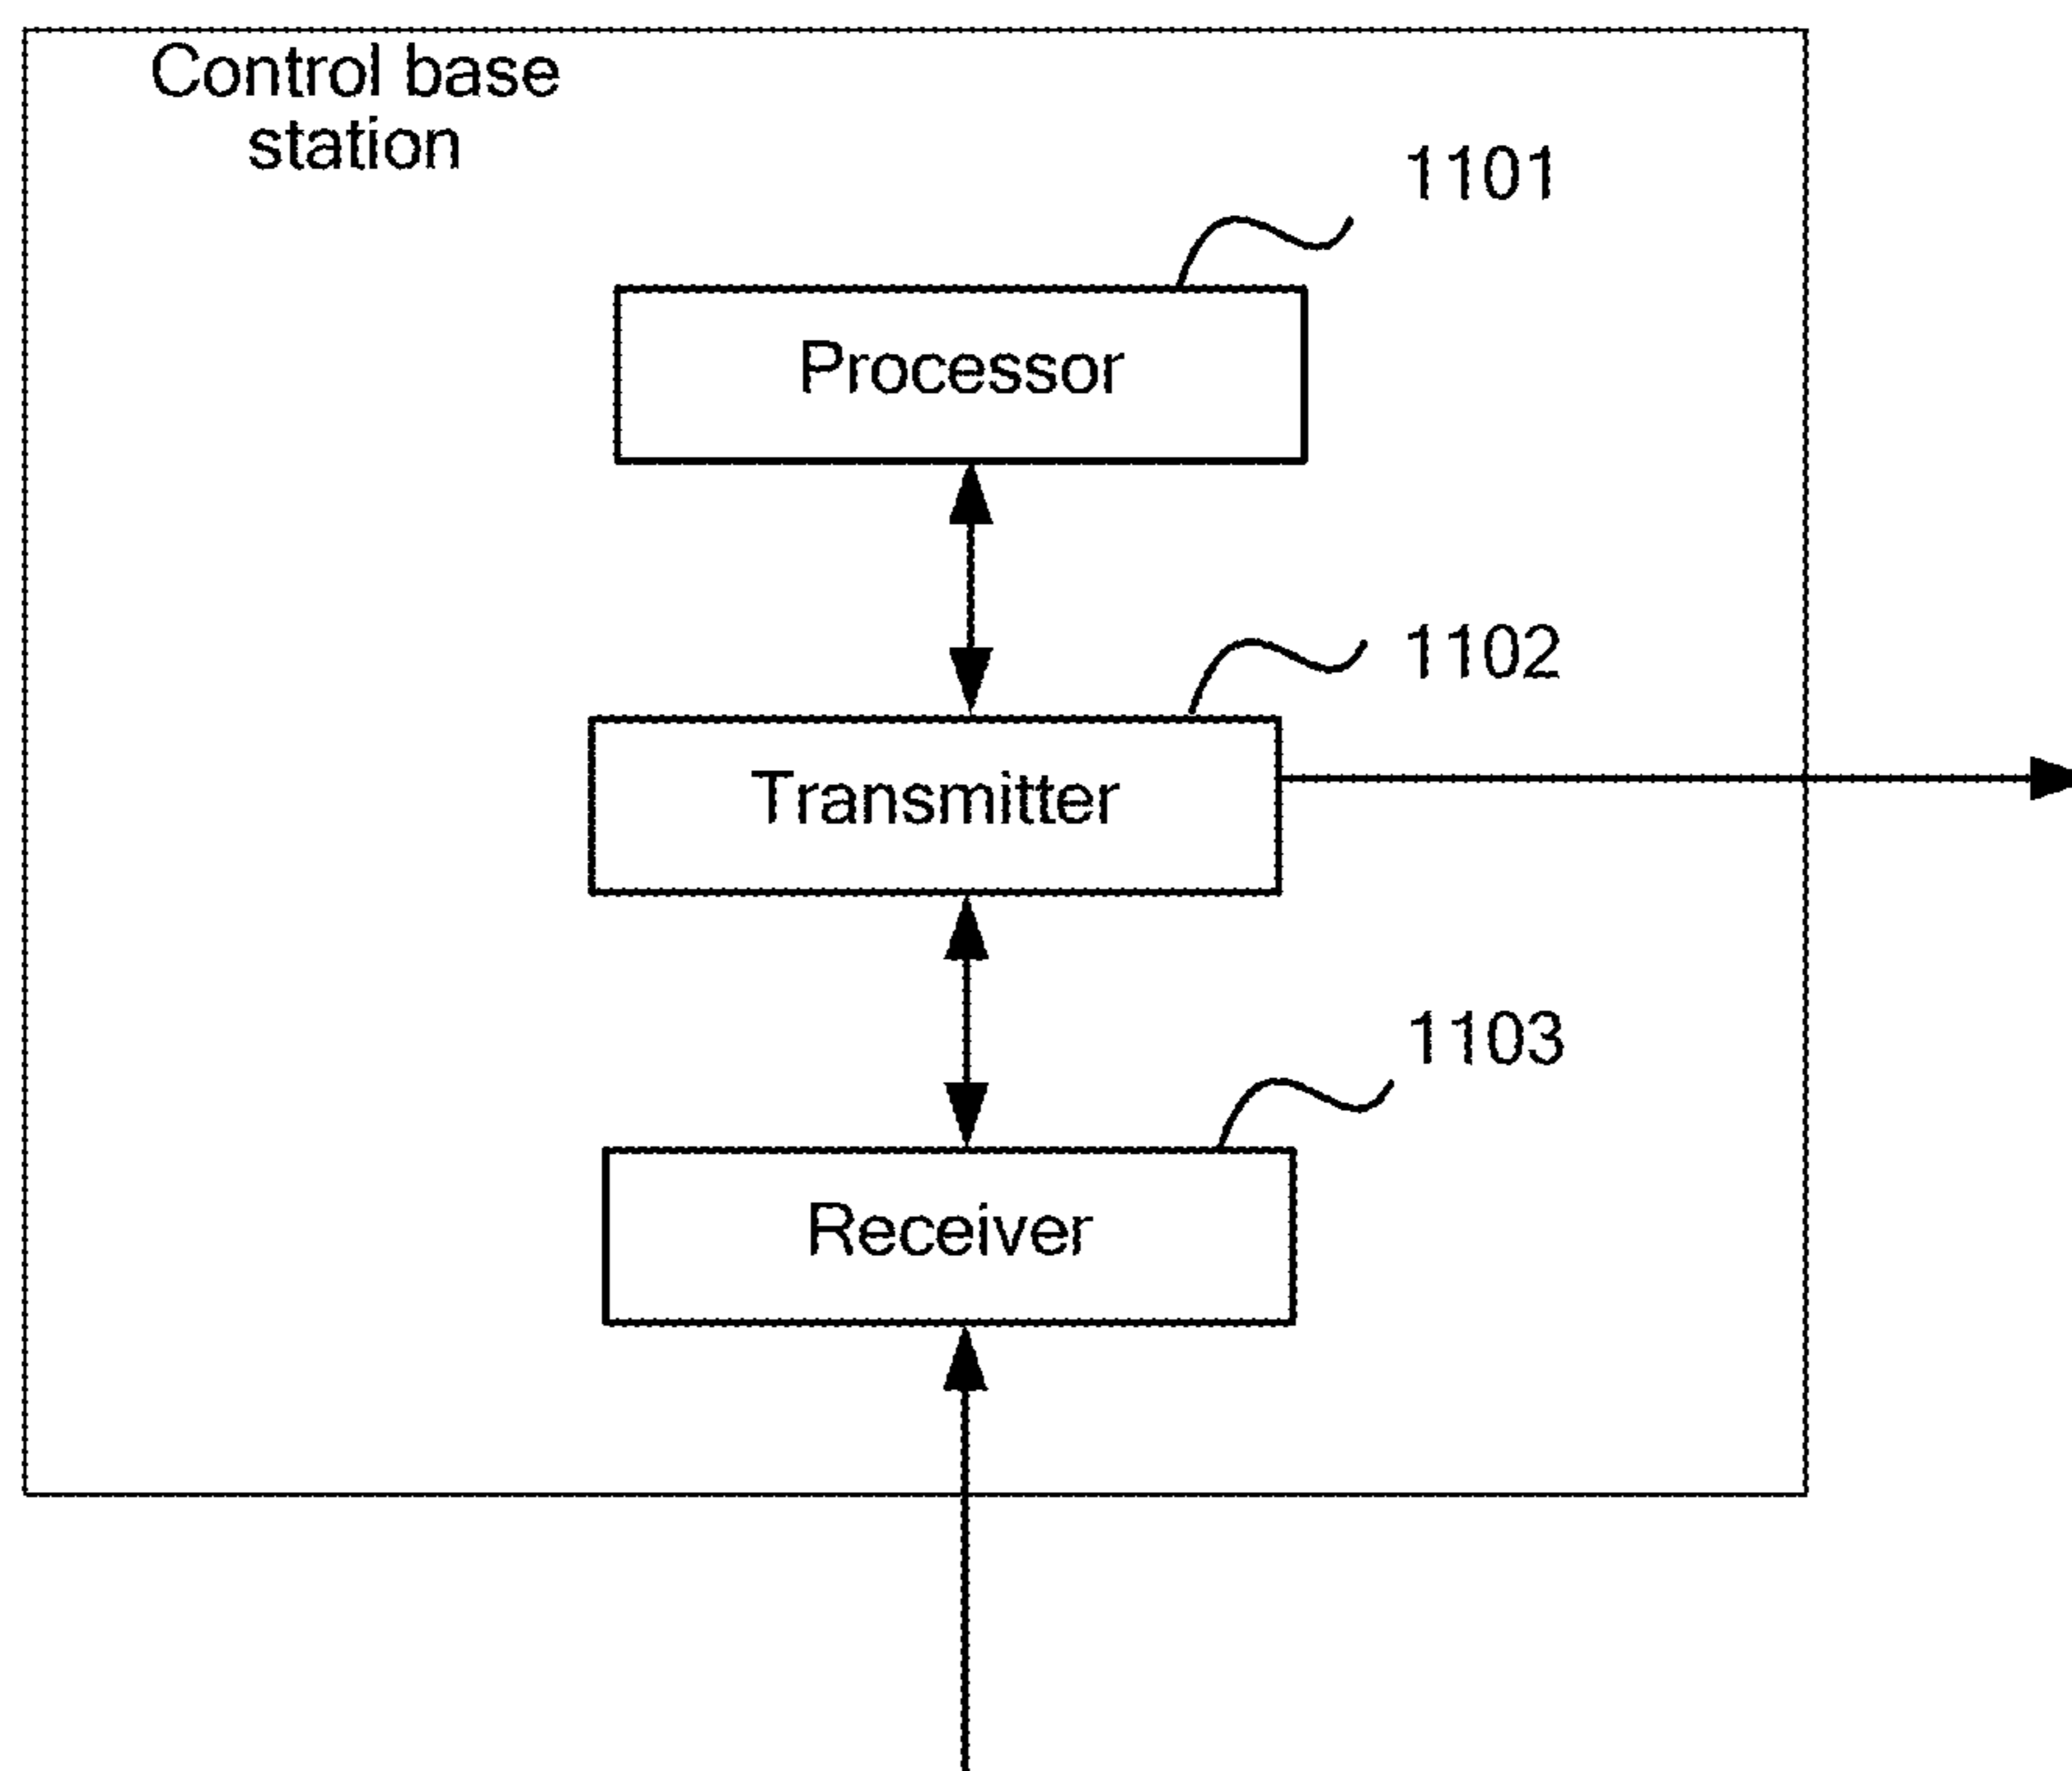 Control base
station
1101
Processor
1102
Transmitter
1103
Receiver